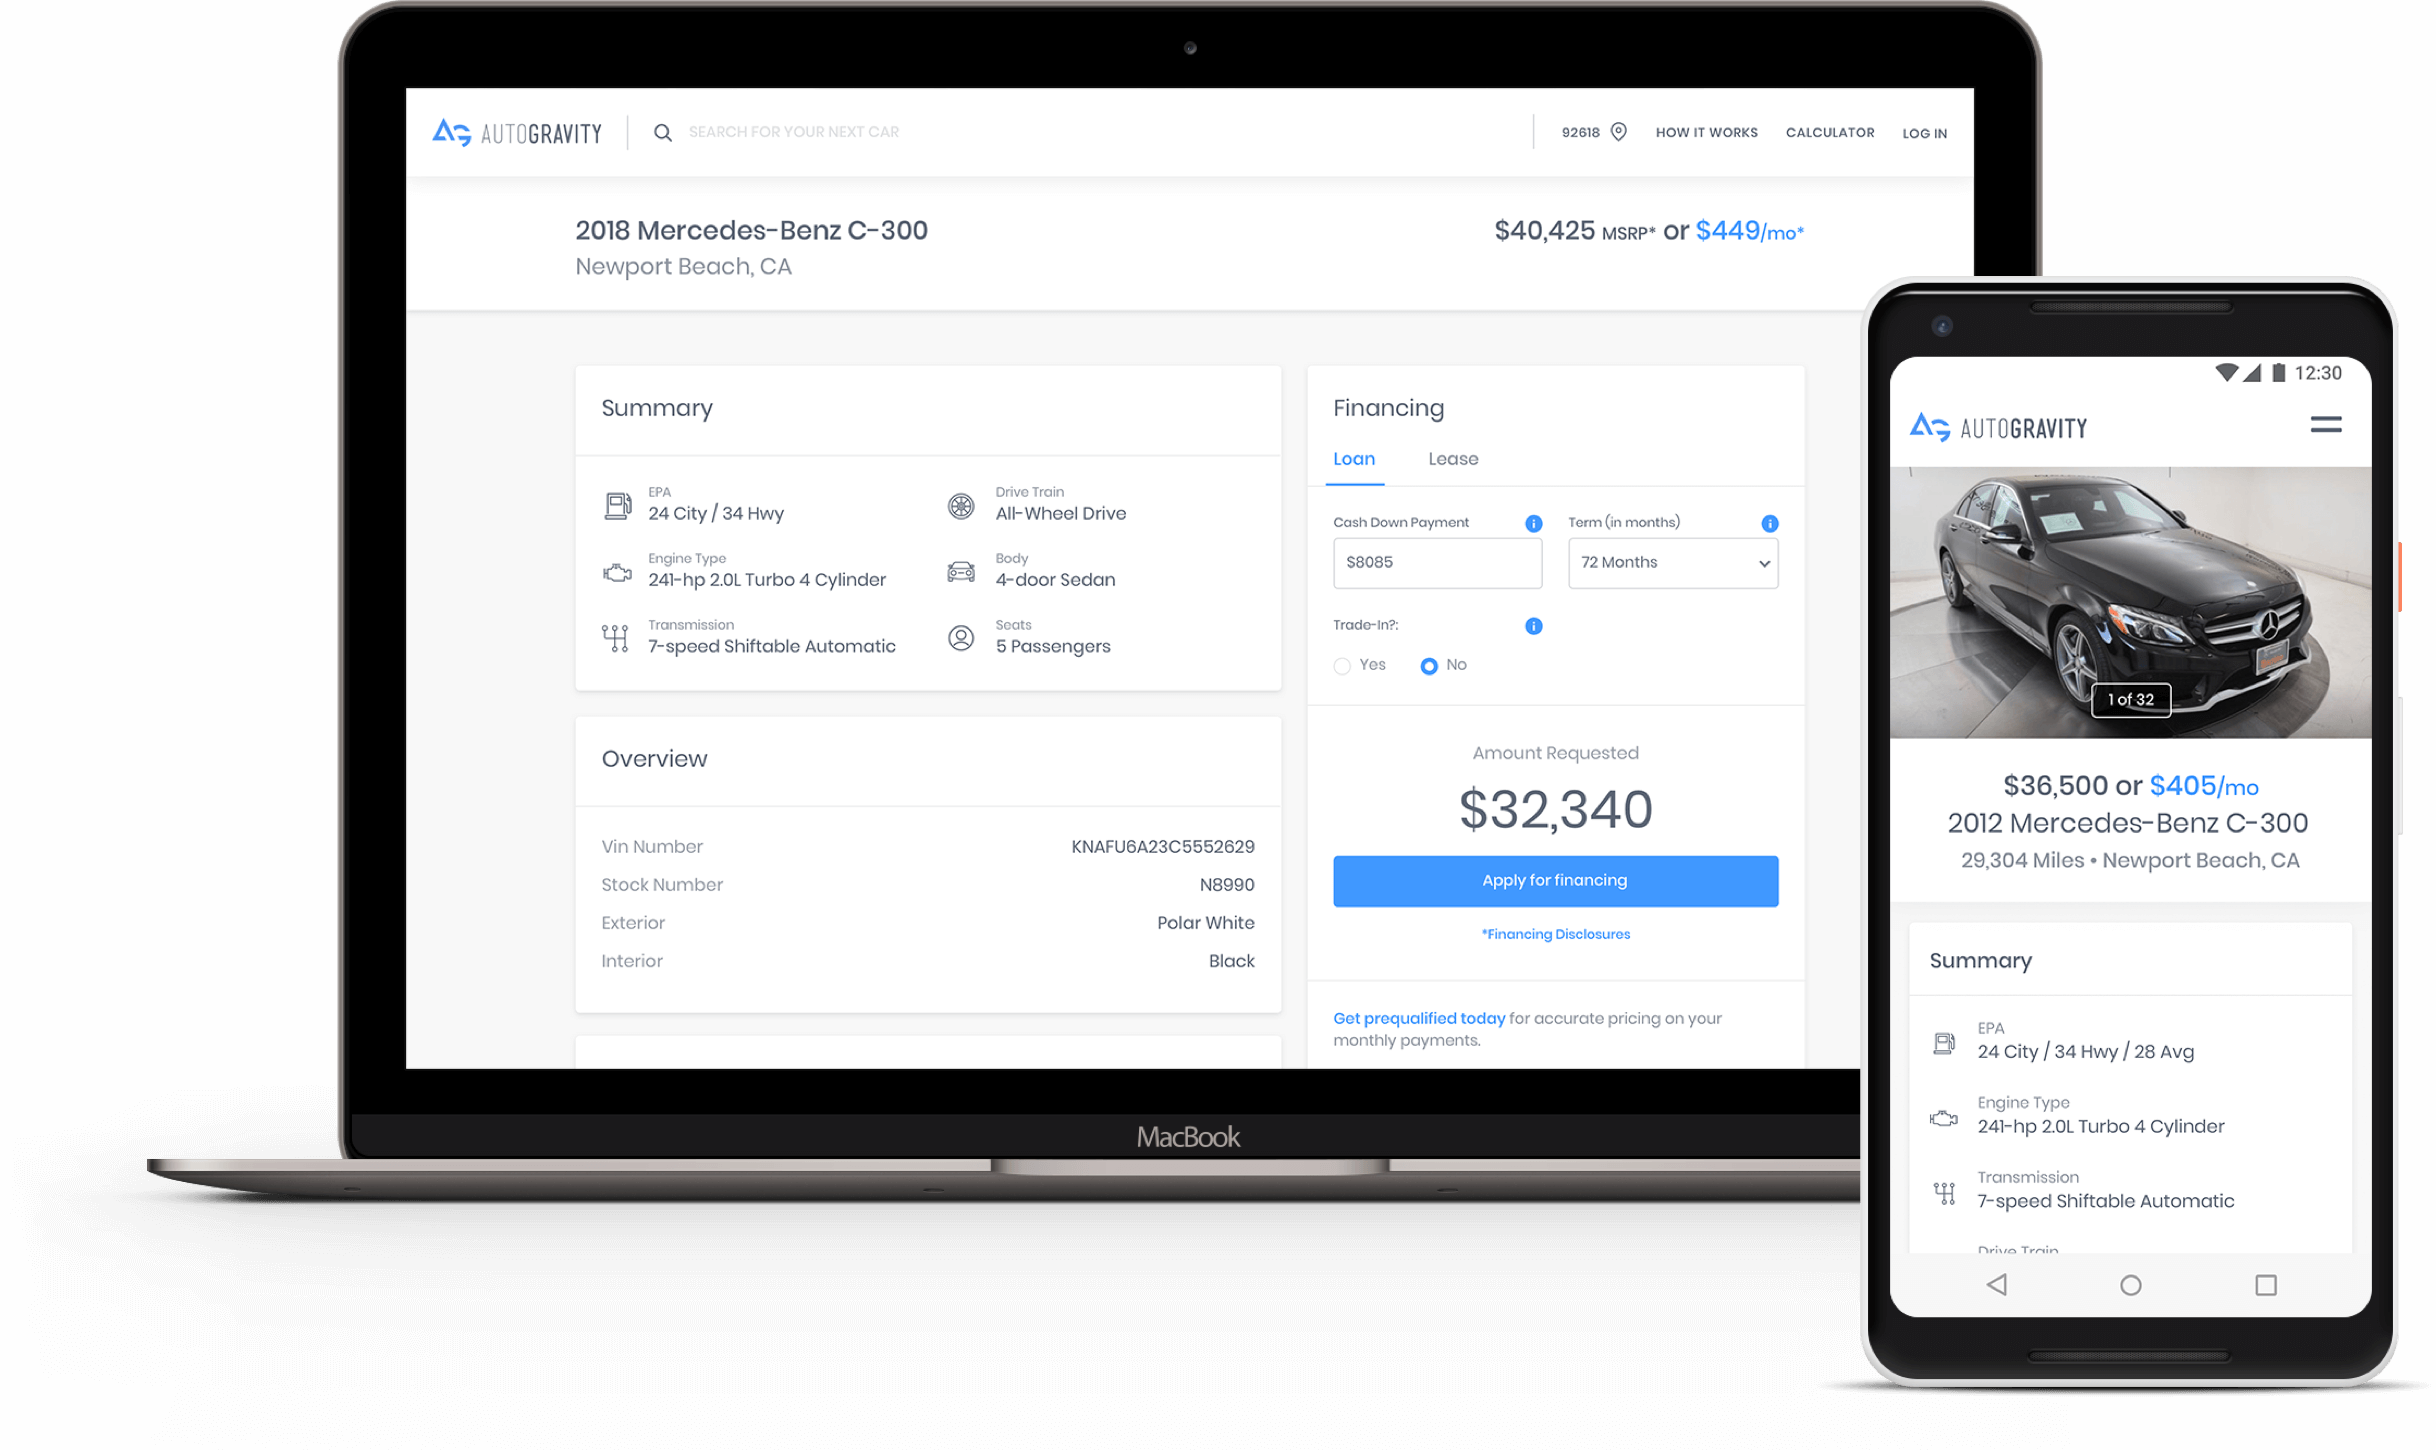 AUTOGRAVITY
SEARCH FOR YOUR NEXT CAR
92618 HOW IT WORKS CALCULATOR LOG IN
2018 Mercedes-Benz C-300
Newport Beach, CA
$40,425 MSRP* or $449/mo*
Summary
EPA
24 City / 34 Hwy
Drive Train
All-Wheel Drive
Engine Type
241-hp 2.0L Turbo 4 Cylinder
Body
4-door Sedan
Transmission
7-speed Shiftable Automatic
Seats
5 Passengers
Overview
Vin Number KNAFU6A23C5552629
Stock Number N8990
Exterior Polar White
Interior Black
Financing
Loan Lease
Cash Down Payment
$8085
Term (in months)
72 Months
Trade-In?:
Yes No
Amount Requested
$32,340
Apply for financing
*Financing Disclosures
Get prequalified today for accurate pricing on your
monthly payments.
MacBook
12:30
AUTOGRAVITY
1 of 32
$36,500 or $405/mo
2012 Mercedes-Benz C-300
29,304 Miles • Newport Beach, CA
Summary
EPA
24 City / 34 Hwy / 28 Avg
Engine Type
241-hp 2.0L Turbo 4 Cylinder
Transmission
7-speed Shiftable Automatic
Drive Train